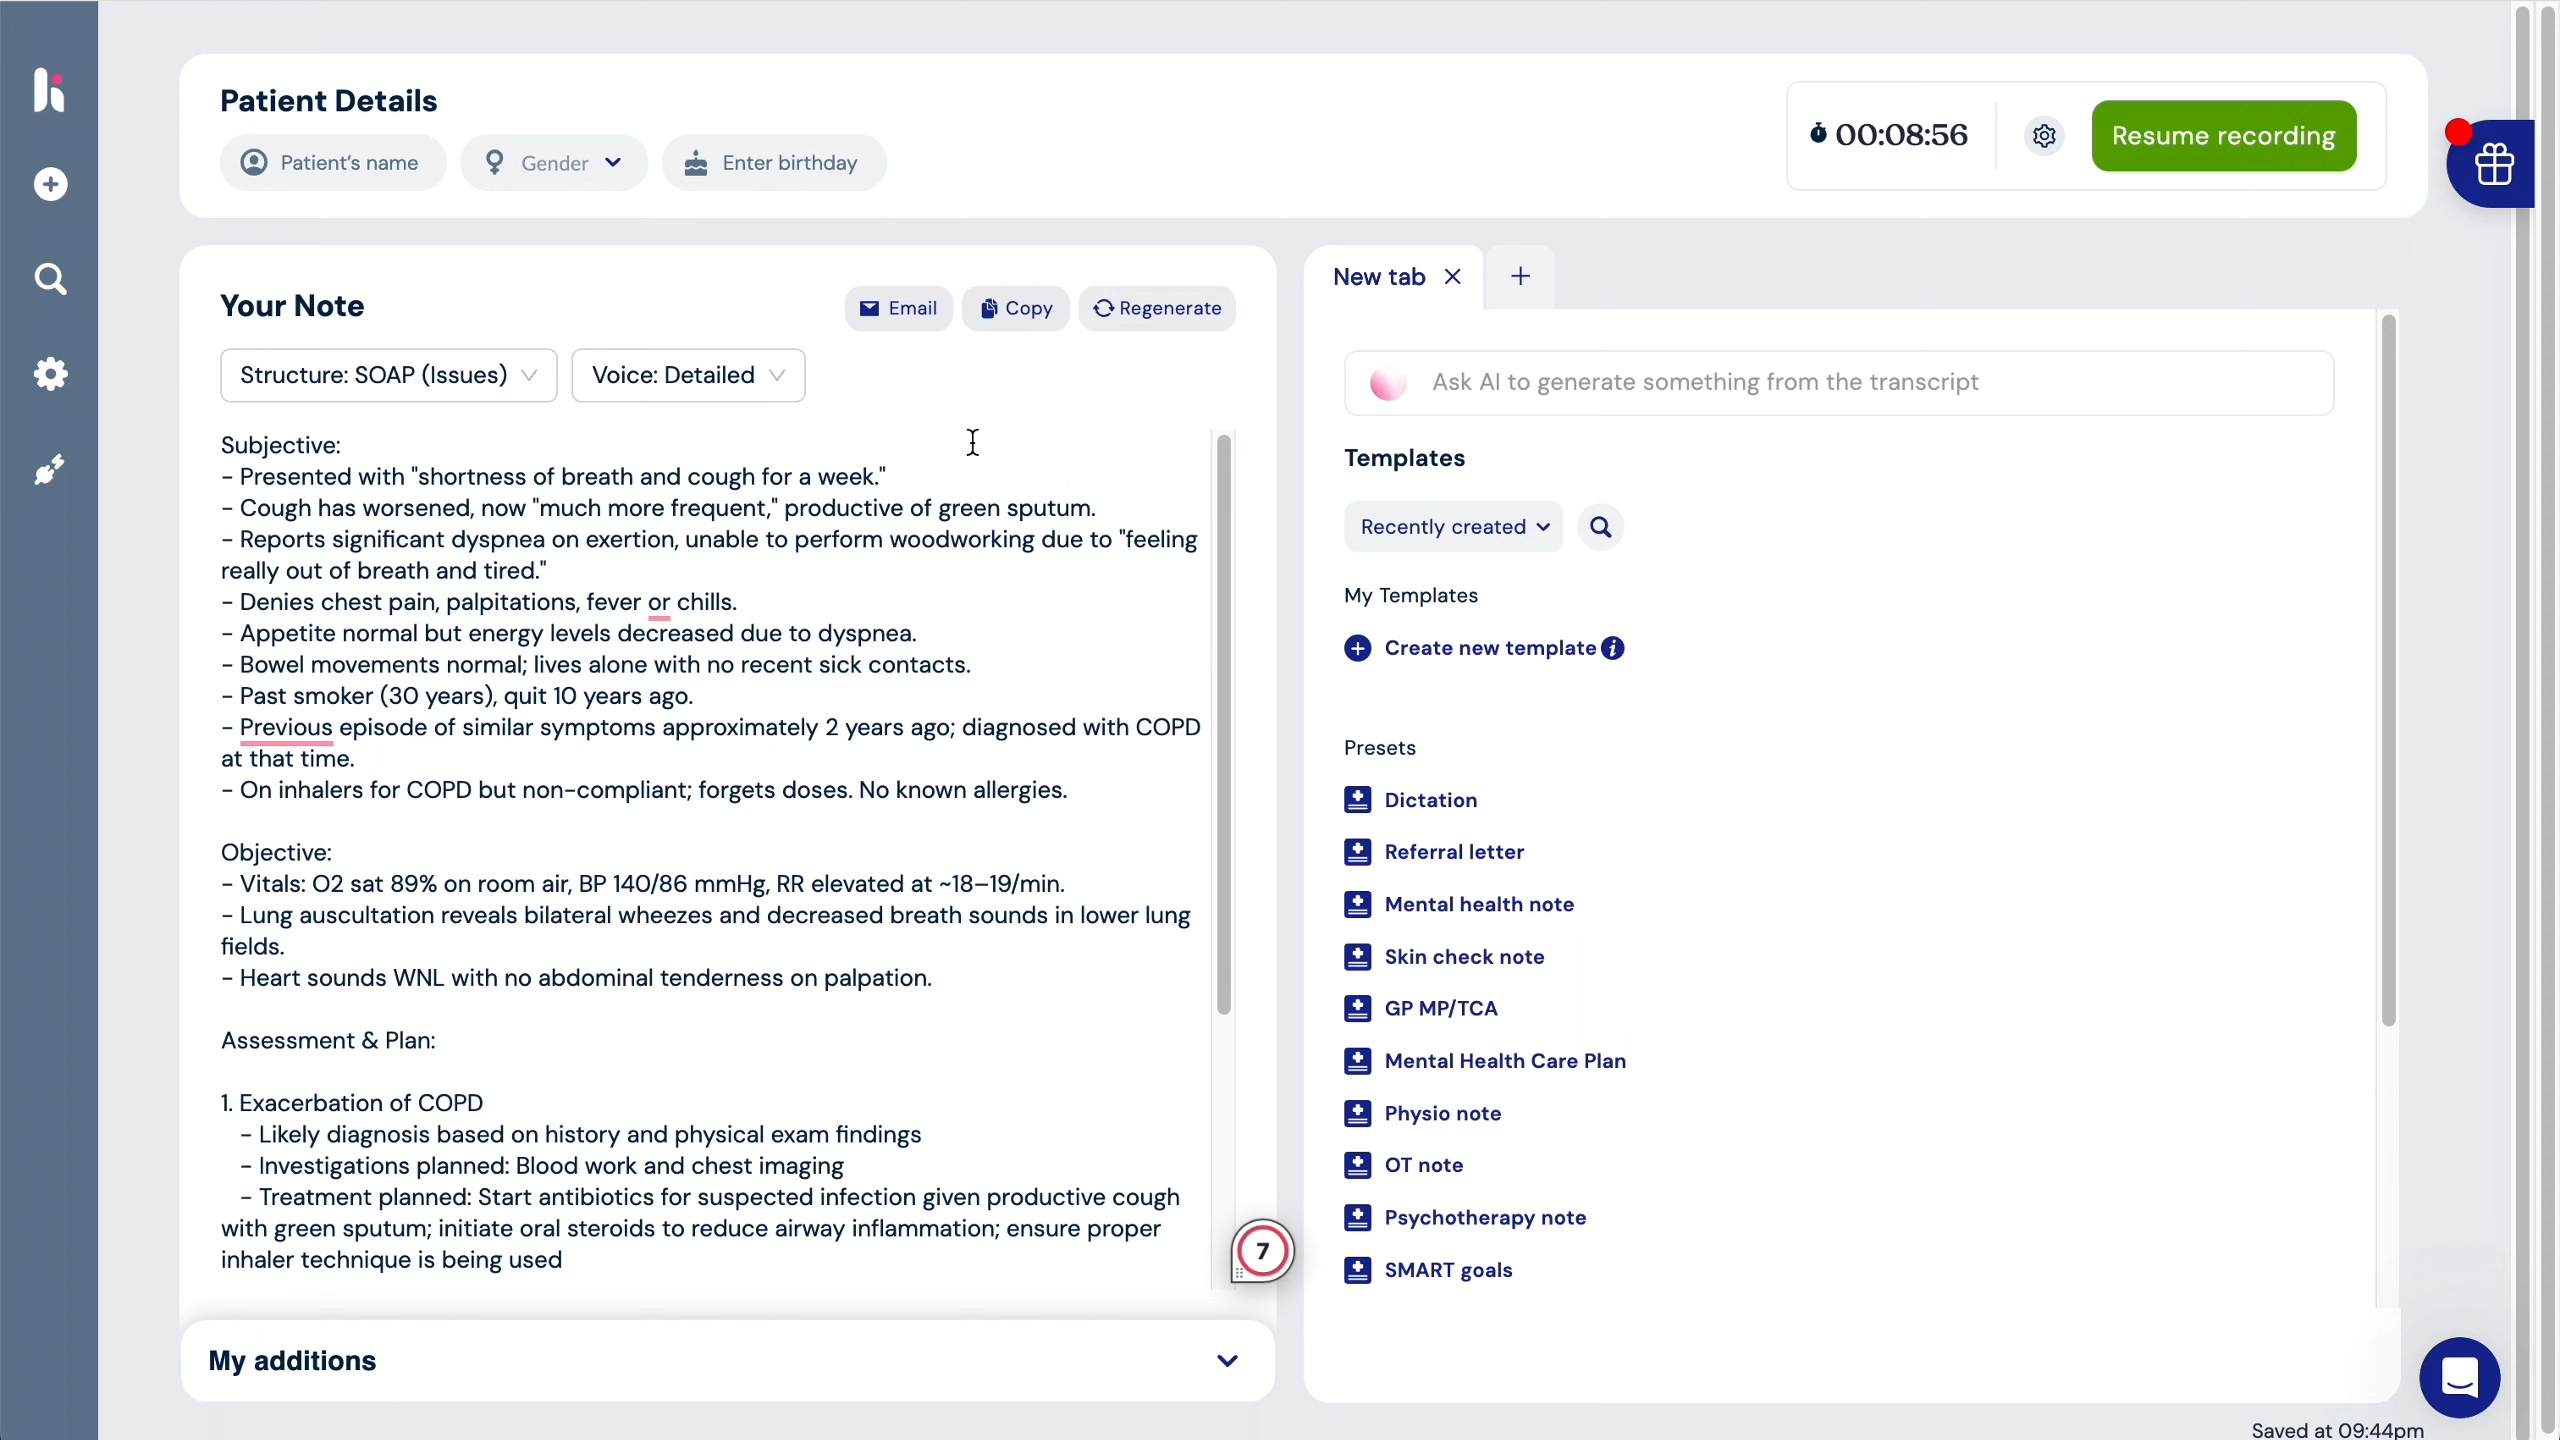 Patient Details
Patient's name
Gender
Enter birthday
00:08:56
Resume recording
Your Note
Email
Copy
Regenerate
Structure: SOAP (Issues)
Voice: Detailed
Subjective:
- Presented with "shortness of breath and cough for a week."
- Cough has worsened, now "much more frequent," productive of green sputum.
- Reports significant dyspnea on exertion, unable to perform woodworking due to "feeling
really out of breath and tired."
- Denies chest pain, palpitations, fever or chills.
- Appetite normal but energy levels decreased due to dyspnea.
- Bowel movements normal; lives alone with no recent sick contacts.
- Past smoker (30 years), quit 10 years ago.
- Previous episode of similar symptoms approximately 2 years ago; diagnosed with COPD
at that time.
- On inhalers for COPD but non-compliant; forgets doses. No known allergies.
Objective:
- Vitals: O2 sat 89% on room air, BP 140/86 mmHg, RR elevated at ~18–19/min.
- Lung auscultation reveals bilateral wheezes and decreased breath sounds in lower lung
fields.
- Heart sounds WNL with no abdominal tenderness on palpation.
Assessment & Plan:
1. Exacerbation of COPD
- Likely diagnosis based on history and physical exam findings
- Investigations planned: Blood work and chest imaging
- Treatment planned: Start antibiotics for suspected infection given productive cough
with green sputum; initiate oral steroids to reduce airway inflammation; ensure proper
inhaler technique is being used
7
My additions
New tab
Ask AI to generate something from the transcript
Templates
Recently created
My Templates
Create new template
Presets
Dictation
Referral letter
Mental health note
Skin check note
GP MP/TCA
Mental Health Care Plan
Physio note
OT note
Psychotherapy note
SMART goals
Saved at 09:44pm